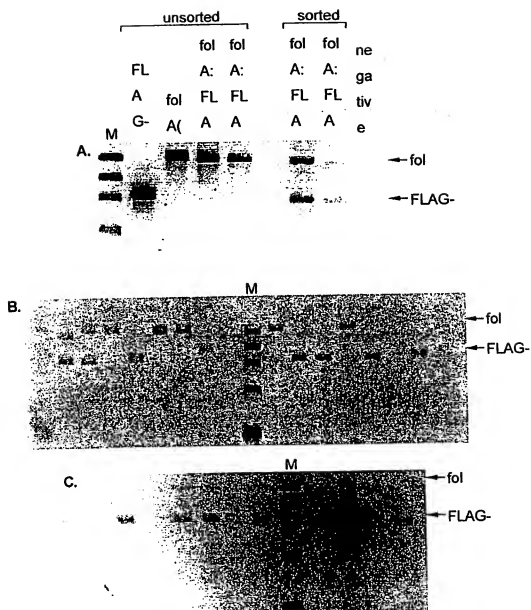 unsorted
sorted
fol fol
fol fol ne
A: A: ga
FL A: A:
A fol FL FL FL FL tiv
M G- A( A A A A e
A.
fol
FLAG-
M
B.
fol
FLAG-
M
C.
fol
FLAG-